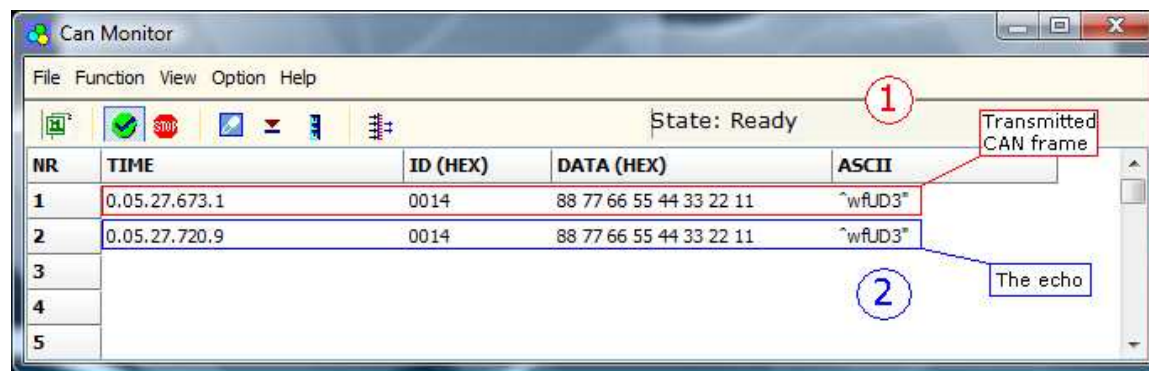 Can Monitor
File Function View Option Help
STOP
State: Ready
1
Transmitted
CAN frame
NR TIME ID (HEX) DATA (HEX) ASCII
1 0.05.27.673.1 0014 88 77 66 55 44 33 22 11 ˆwfUD3"
2 0.05.27.720.9 0014 88 77 66 55 44 33 22 11 ˆwfUD3"
3
The echo
2
4
5